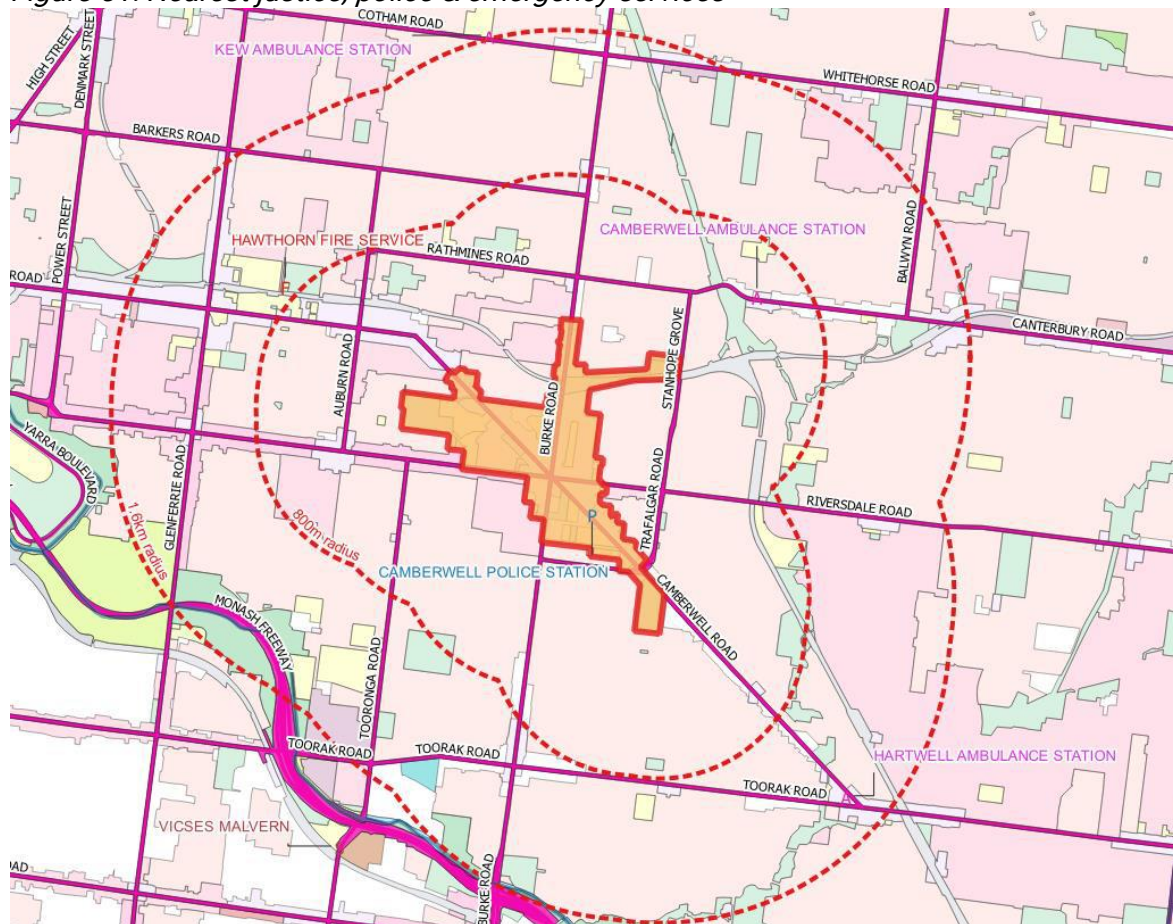 COTHAM ROAD
KEW AMBULANCE STATION
A
HIGH STREET
DENMARK STREET
WHITEHORSE ROAD
BARKERS ROAD
POWER STREET
HAWTHORN FIRE SERVICE
RATHMINES ROAD
CAMBERWELL AMBULANCE STATION
BALWYN ROAD
ROAD
F
A
CANTERBURY ROAD
STANHOPE GROVE
AUBURN ROAD
BURKE ROAD
YARRA BOULEVARD
GLENFERRIE ROAD
1.6km radius
800m radius
P
TRAFALGAR ROAD
RIVERSDALE ROAD
CAMBERWELL POLICE STATION
CAMBERWELL ROAD
MONASH FREEWAY
TOORONGA ROAD
TOORAK ROAD
TOORAK ROAD
HARTWELL AMBULANCE STATION
TOORAK ROAD
A
VICSES MALVERN
BURKE ROAD